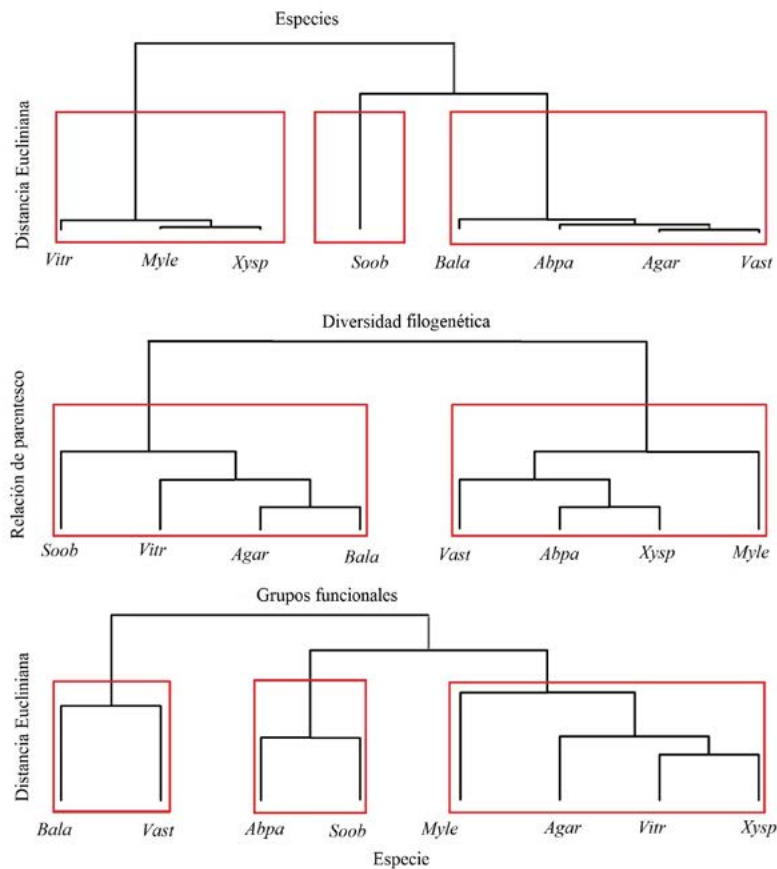 Especies
Distancia Eucliniana
Vitr Myle Xysp Soob Bala Abpa Agar Vast
Diversidad filogenética
Relación de parentesco
Soob Vitr Agar Bala Vast Abpa Xysp Myle
Grupos funcionales
Distancia Eucliniana
Bala Vast Abpa Soob Myle Agar Vitr Xysp
Especie